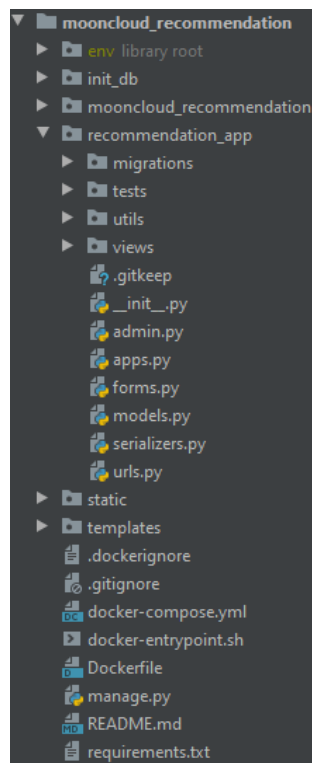 mooncloud_recommendation
env library root
init_db
mooncloud_recommendation
recommendation_app
migrations
tests
utils
views
.gitkeep
__init__.py
admin.py
apps.py
forms.py
models.py
serializers.py
urls.py
static
templates
.dockerignore
.gitignore
DC docker-compose.yml
docker-entrypoint.sh
D Dockerfile
manage.py
MD README.md
requirements.txt